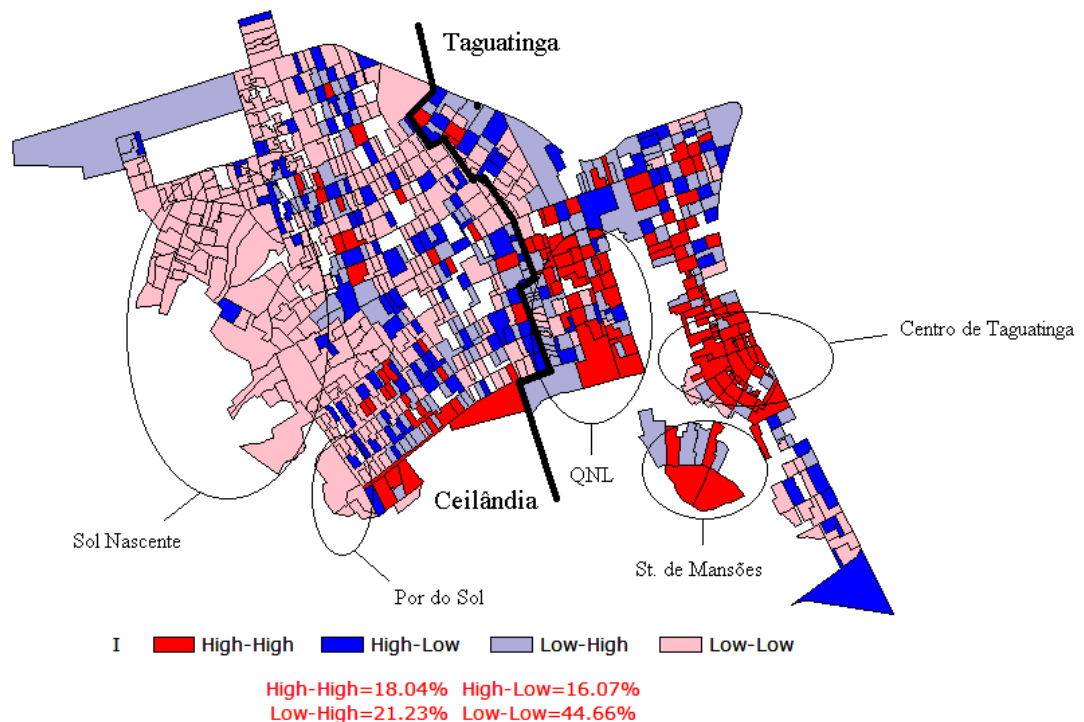 Taguatinga
Centro de Taguatinga
QNL
Ceilândia
Sol Nascente
St. de Mansões
Por do Sol
I High-High High-Low Low-High Low-Low
High-High=18.04% High-Low=16.07%
Low-High=21.23% Low-Low=44.66%